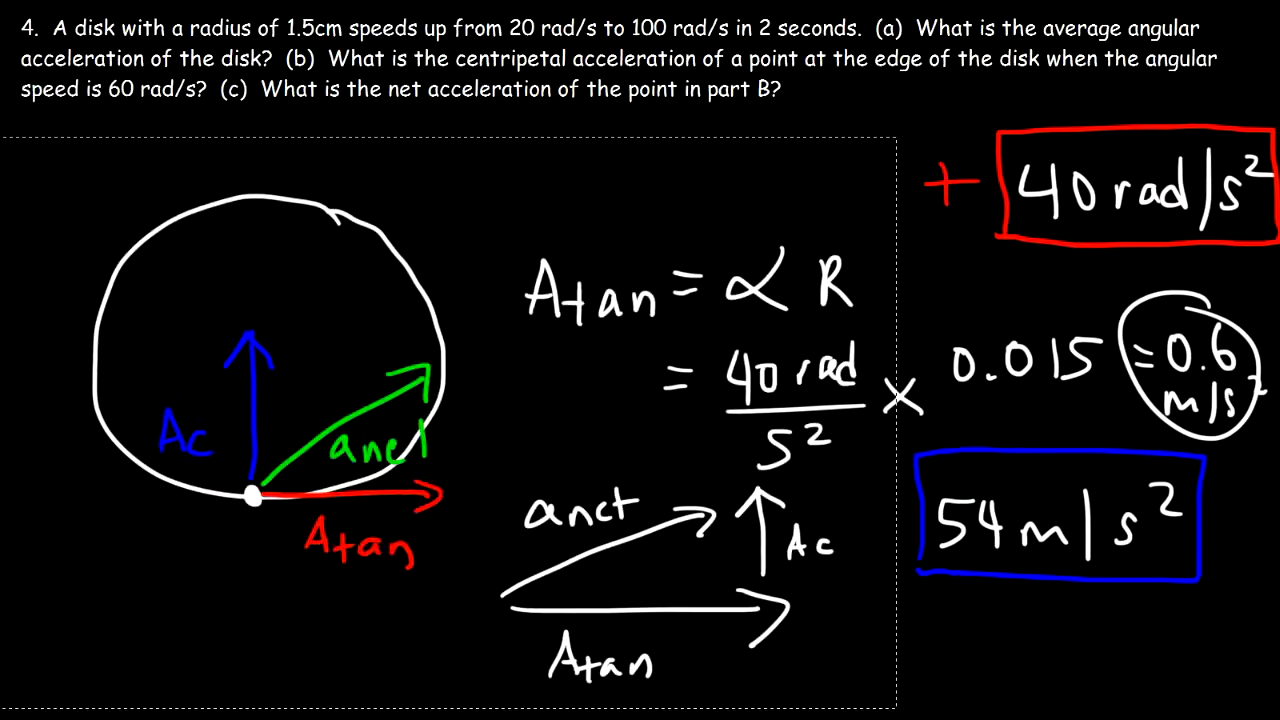 4. A disk with a radius of 1.5cm speeds up from 20 rad/s to 100 rad/s in 2 seconds. (a) What is the average angular
acceleration of the disk? (b) What is the centripetal acceleration of a point at the edge of the disk when the angular
speed is 60 rad/s? (c) What is the net acceleration of the point in part B?
+ 40 rad/s²
Atan = α R
= 40 rad / s² × 0.015 = 0.6 m/s²
Ac
anet
Atan
anet
Ac
Atan
54 m/s²